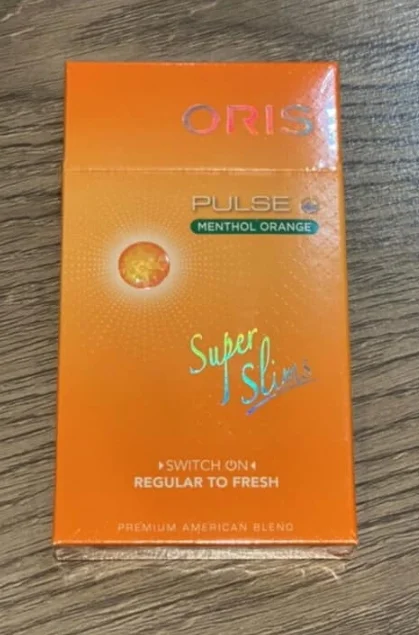 ORIS
PULSE
MENTHOL ORANGE
Super
Slims
SWITCH ON
REGULAR TO FRESH
PREMIUM AMERICAN BLEND